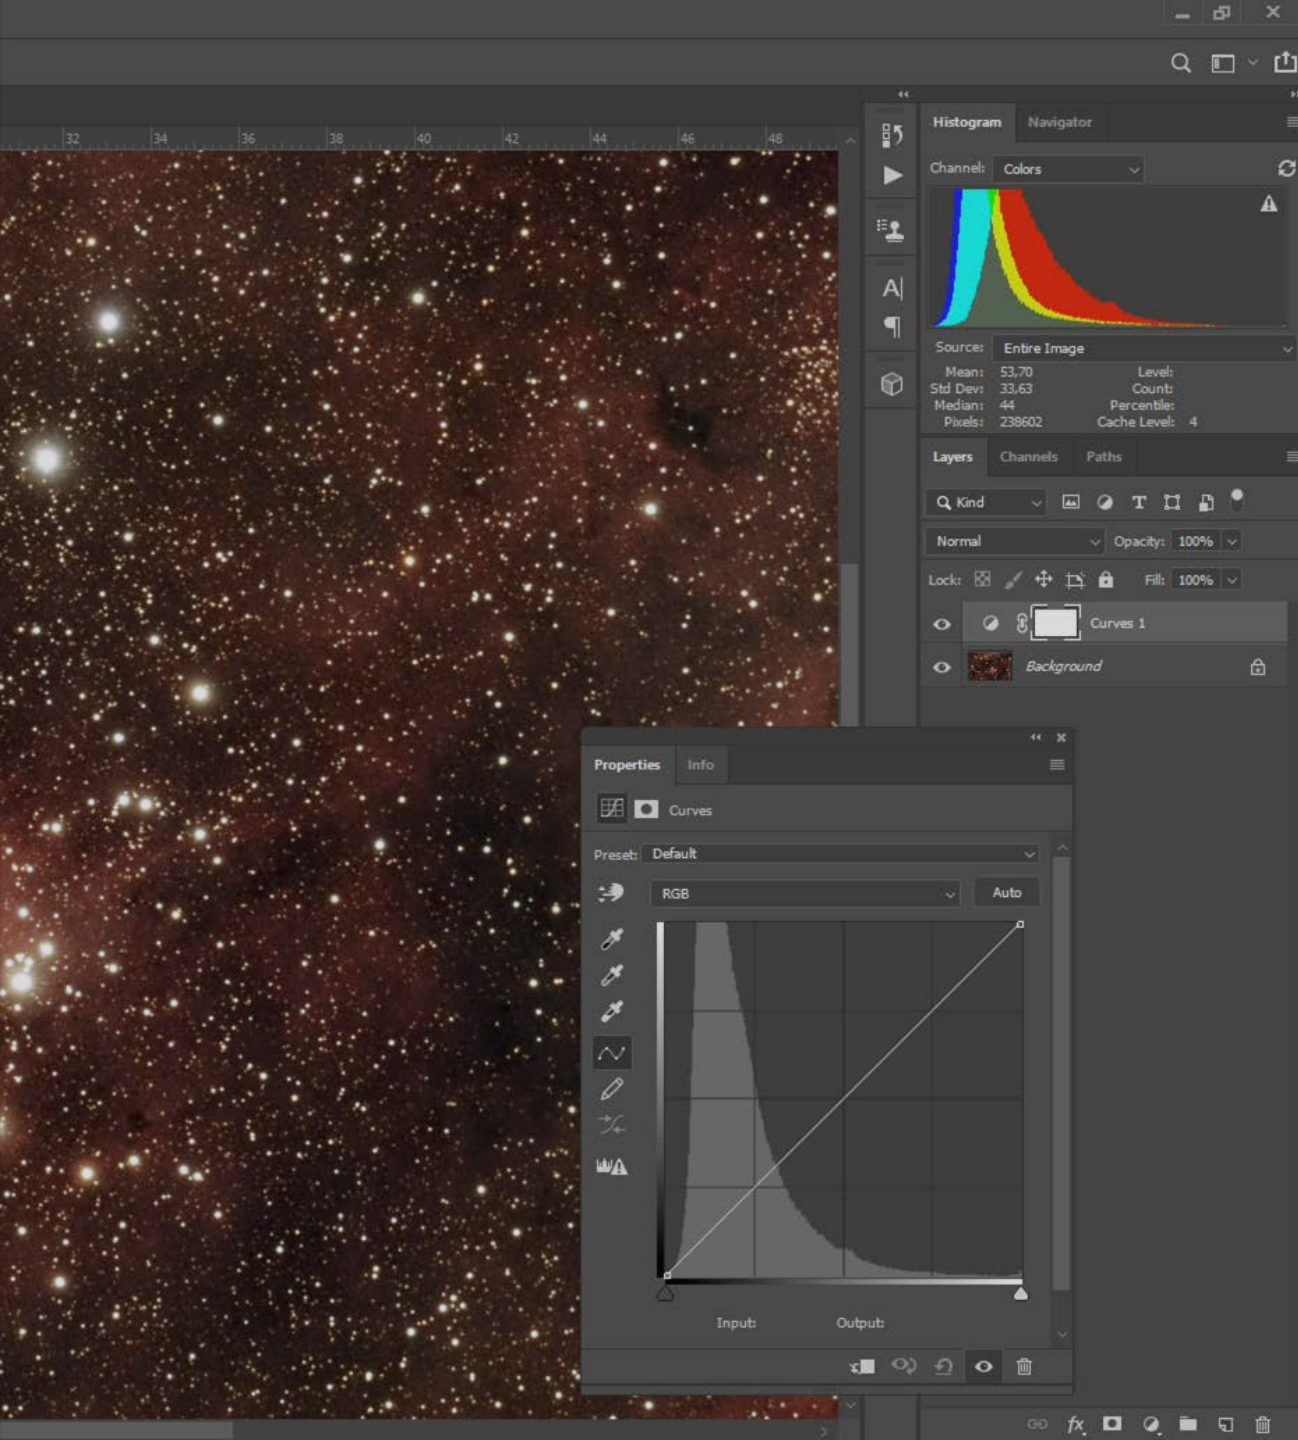 32 34 36 38 40 42 44 46 48
Histogram Navigator
Channel: Colors
Source: Entire Image
Mean: 53,70 Level:
Std Dev: 33,63 Count:
Median: 44 Percentile:
Pixels: 238602 Cache Level: 4
Layers Channels Paths
Kind
Normal Opacity: 100%
Lock: Fill: 100%
Curves 1
Background
Properties Info
Curves
Preset: Default
RGB Auto
Input: Output:
fx